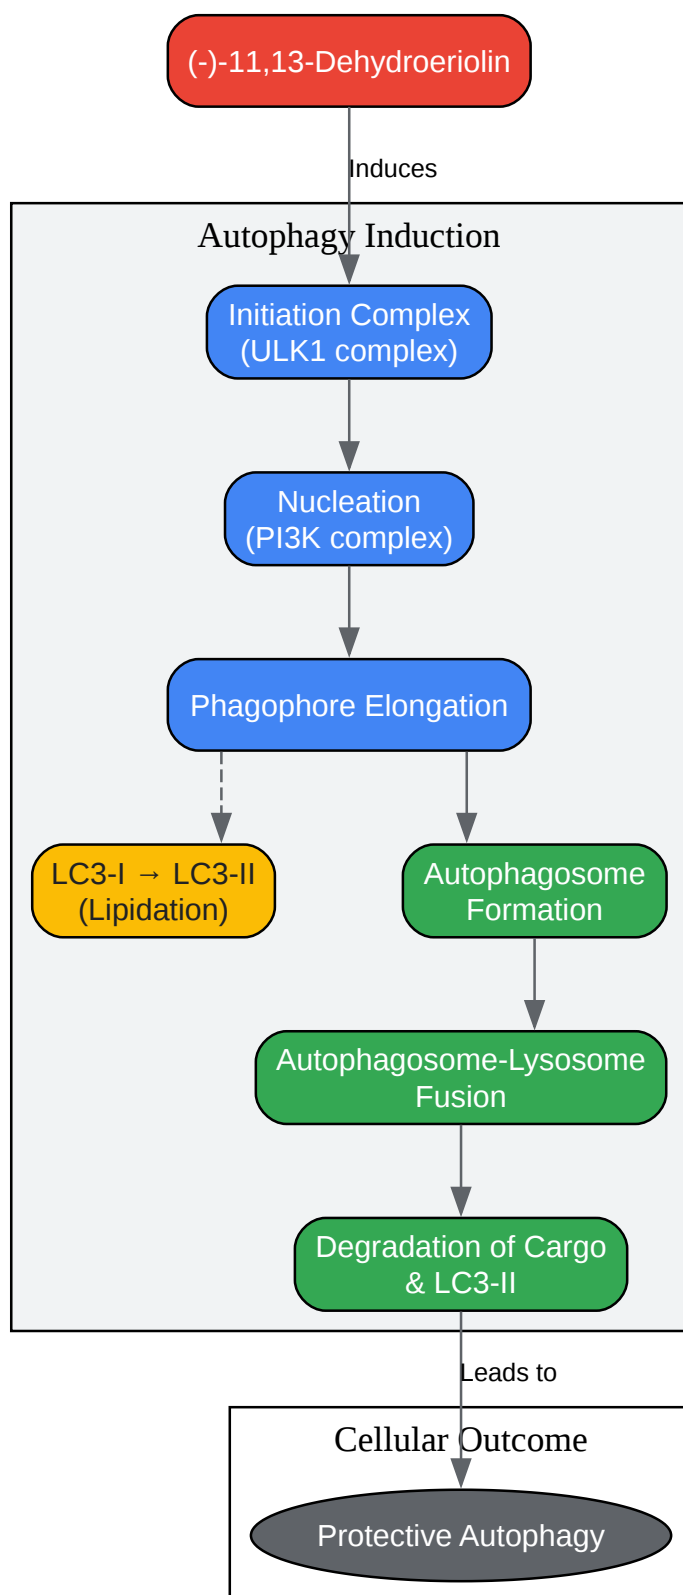 (-)-11,13-Dehydroeriolin
Induces
Autophagy Induction
Initiation Complex
(ULK1 complex)
Nucleation
(PI3K complex)
Phagophore Elongation
LC3-I → LC3-II
(Lipidation)
Autophagosome
Formation
Autophagosome-Lysosome
Fusion
Degradation of Cargo
& LC3-II
Leads to
Cellular Outcome
Protective Autophagy